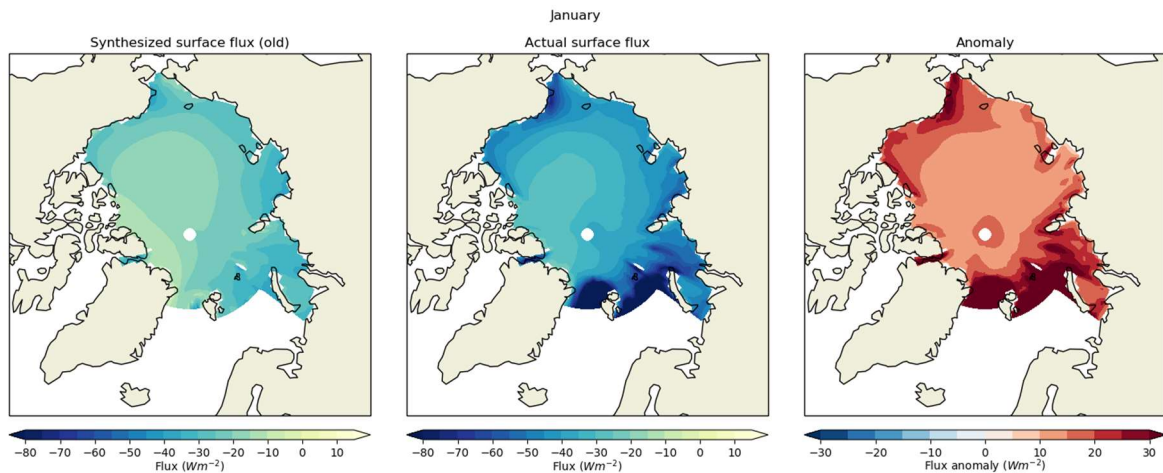 January
Synthesized surface flux (old)
Actual surface flux
Anomaly
−80 −70 −60 −50 −40 −30 −20 −10 0 10
Flux (Wm⁻²)
−80 −70 −60 −50 −40 −30 −20 −10 0 10
Flux (Wm⁻²)
−30 −20 −10 0 10 20 30
Flux anomaly (Wm⁻²)